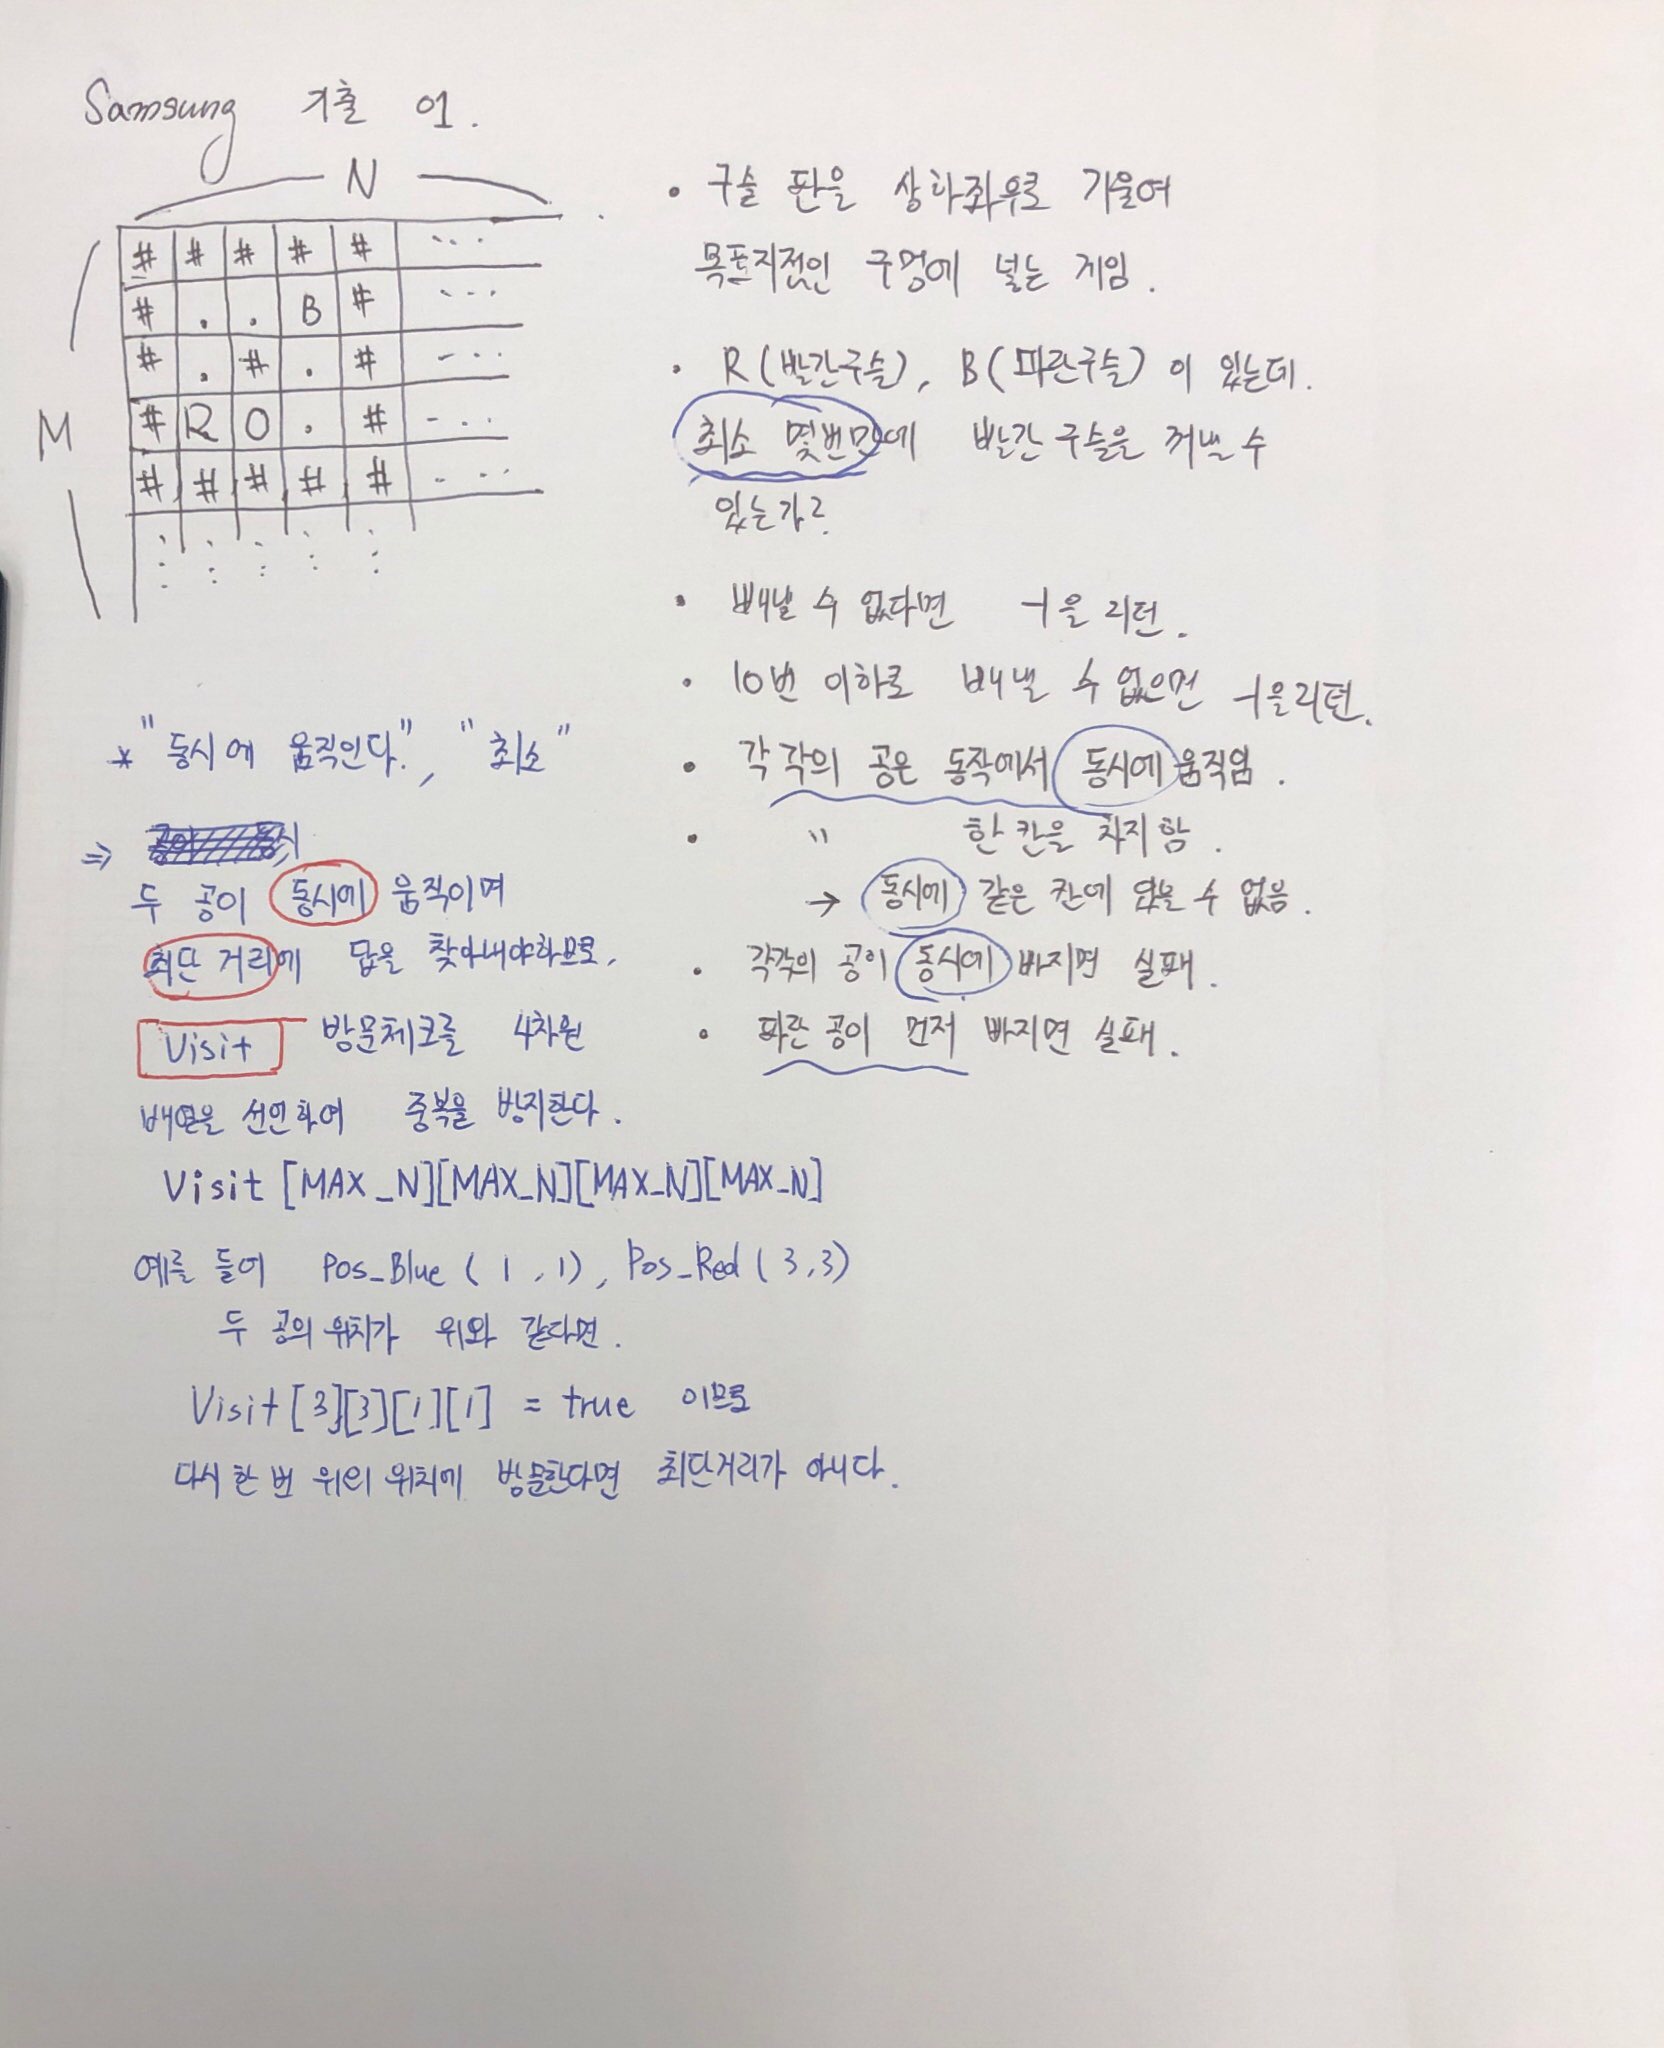 Samsung 기출 01.
N
M
# # # # # ...
# . . B # ...
# . # . # ...
# R O . # ...
# # # # # ...
• 구슬 판을 상하좌우로 기울여
목표지점인 구멍에 넣는 게임.
• R(빨간구슬), B(파란구슬)이 있는데.
최소 몇번만에 빨간 구슬을 꺼낼 수
있는가?
• 빼낼 수 없다면 -1을 리턴.
• 10번 이하로 빼낼 수 없으면 -1을 리턴.
• 각각의 공은 동작에서 동시에 움직임.
• " 한 칸을 차지함.
→ 동시에 같은 칸에 있을 수 없음.
• 각각의 공이 동시에 빠지면 실패.
• 파란 공이 먼저 빠지면 실패.
* "동시에 움직인다.", "최소"
⇒
두 공이 동시에 움직이며
최단 거리에 답을 찾아내야하므로,
Visit 방문체크를 4차원
배열을 선언하여 중복을 방지한다.
Visit [MAX_N][MAX_N][MAX_N][MAX_N]
예를 들어 Pos_Blue (1,1), Pos_Red (3,3)
두 공의 위치가 위와 같다면.
Visit[3][3][1][1] = true 이므로
다시 한 번 위의 위치에 방문한다면 최단거리가 아니다.